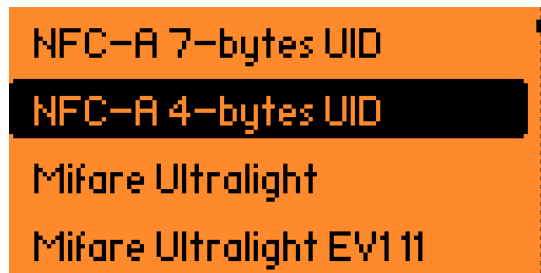 NFC-A 7-bytes UID
NFC-A 4-bytes UID
Mifare Ultralight
Mifare Ultralight EV1 11